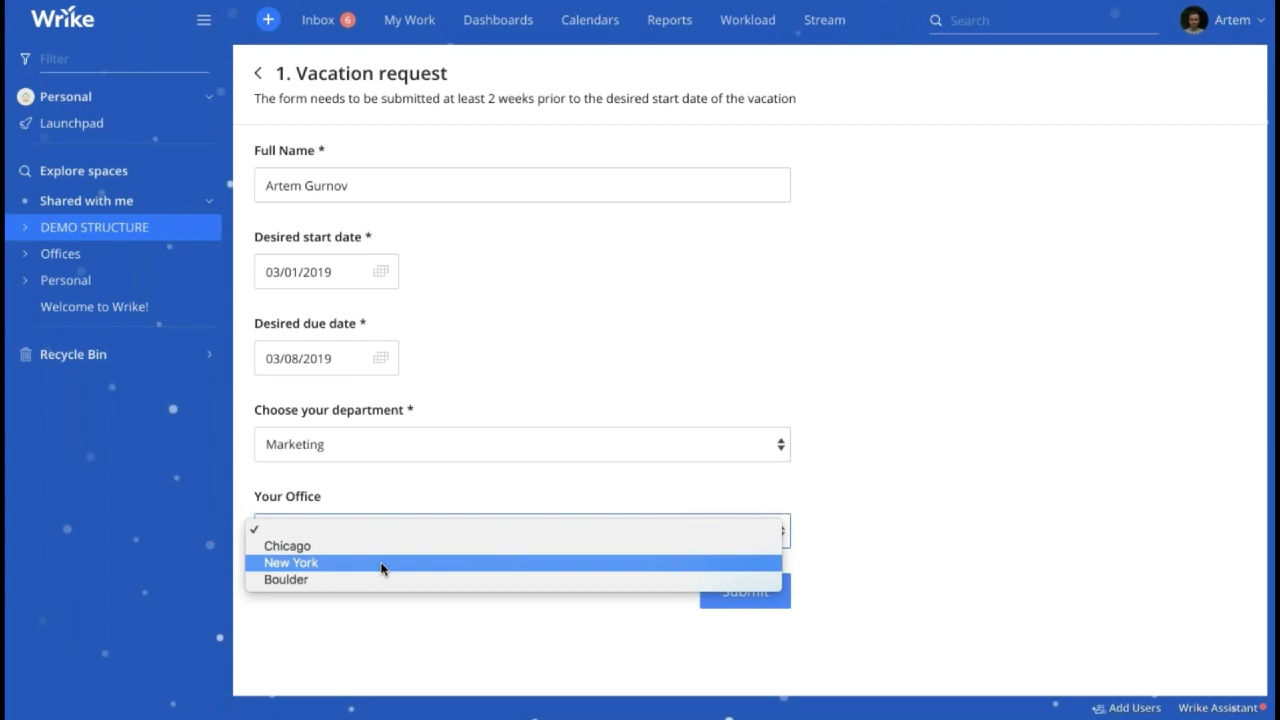 Wrike
Inbox 6 My Work Dashboards Calendars Reports Workload Stream Search Artem
Filter
Personal
Launchpad
Explore spaces
Shared with me
DEMO STRUCTURE
Offices
Personal
Welcome to Wrike!
Recycle Bin
1. Vacation request
The form needs to be submitted at least 2 weeks prior to the desired start date of the vacation
Full Name *
Artem Gurnov
Desired start date *
03/01/2019
Desired due date *
03/08/2019
Choose your department *
Marketing
Your Office
Chicago
New York
Boulder
Submit
Add Users Wrike Assistant